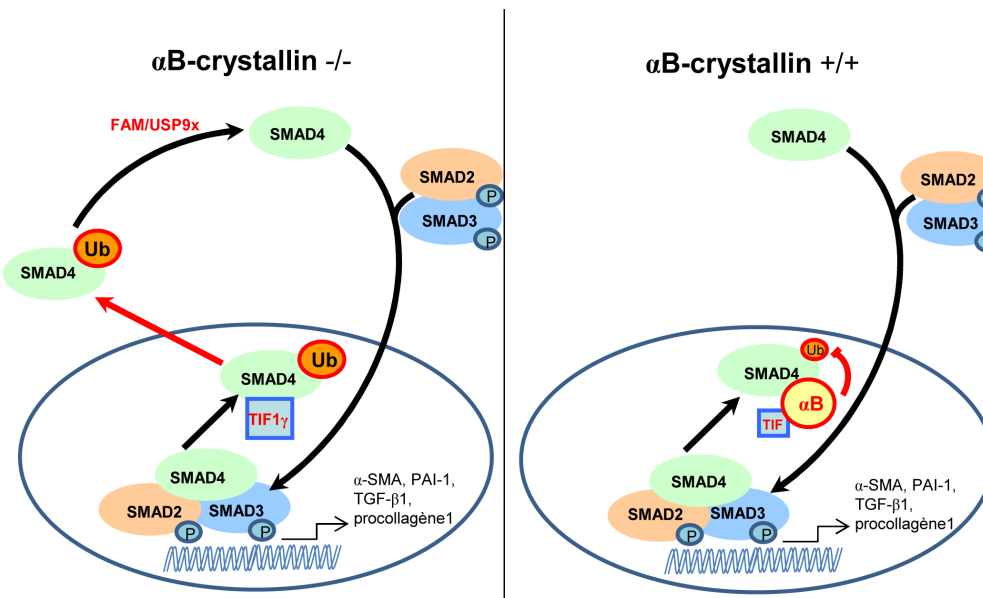 αB-crystallin -/-
FAM/USP9x
SMAD4
SMAD2
P
SMAD3
P
Ub
SMAD4
Ub
SMAD4
TIF1γ
SMAD4
SMAD2
SMAD3
P
P
α-SMA, PAI-1,
TGF-β1,
procollagène1
αB-crystallin +/+
SMAD4
SMAD2
SMAD3
Ub
SMAD4
αB
TIF
SMAD4
SMAD2
SMAD3
P
P
α-SMA, PAI-1,
TGF-β1,
procollagène1